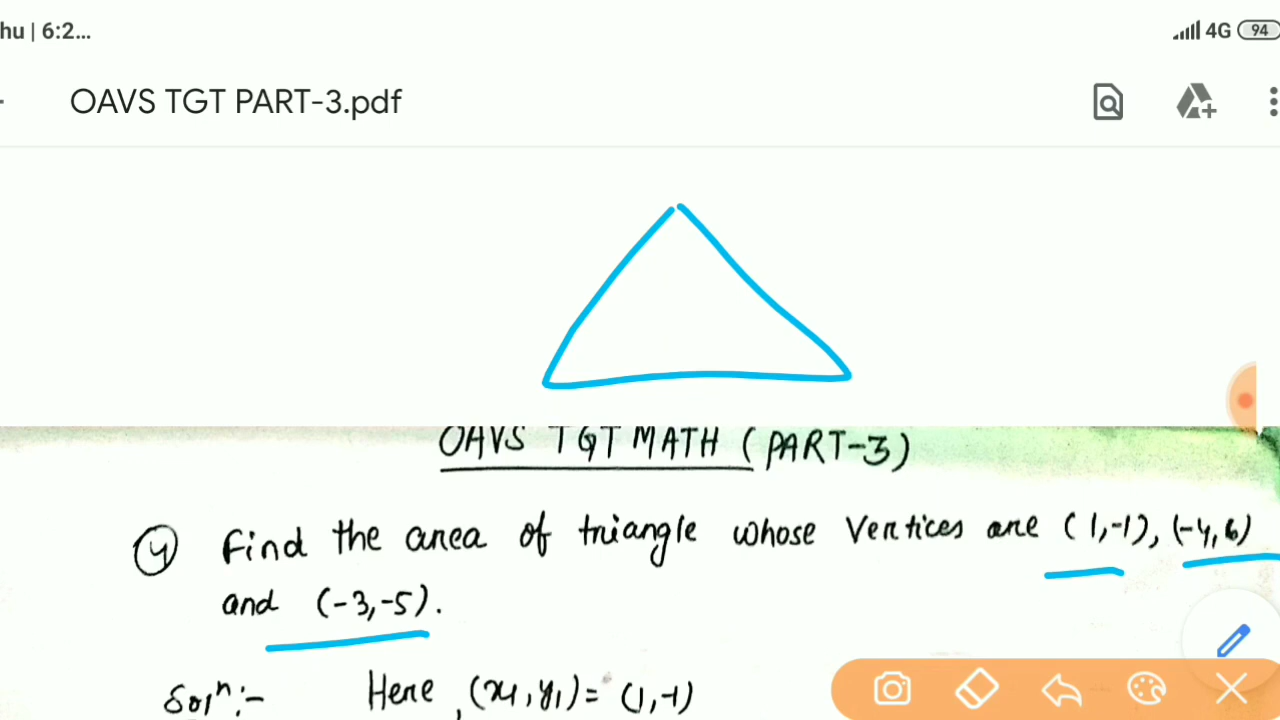 hu | 6:2...
4G 94
OAVS TGT PART-3.pdf
OAVS TGT MATH (PART-3)
④ Find the area of triangle whose vertices are (1,-1), (-4,6)
and (-3,-5).
Solⁿ:- Here, (x₁,y₁) = (1,-1)